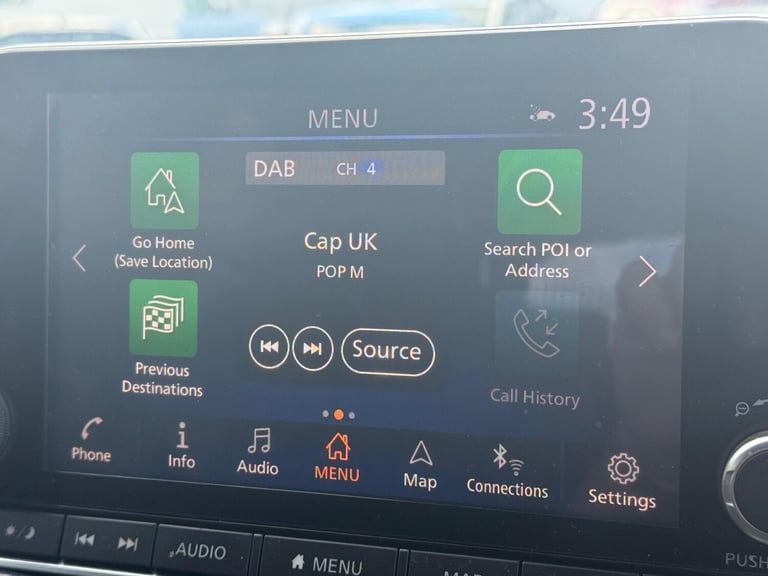 MENU
3:49
DAB CH 4
Go Home
(Save Location)
Cap UK
POP M
Search POI or
Address
Previous
Destinations
Source
Call History
Phone
Info
Audio
MENU
Map
Connections
Settings
AUDIO
MENU
MAP
PUSH